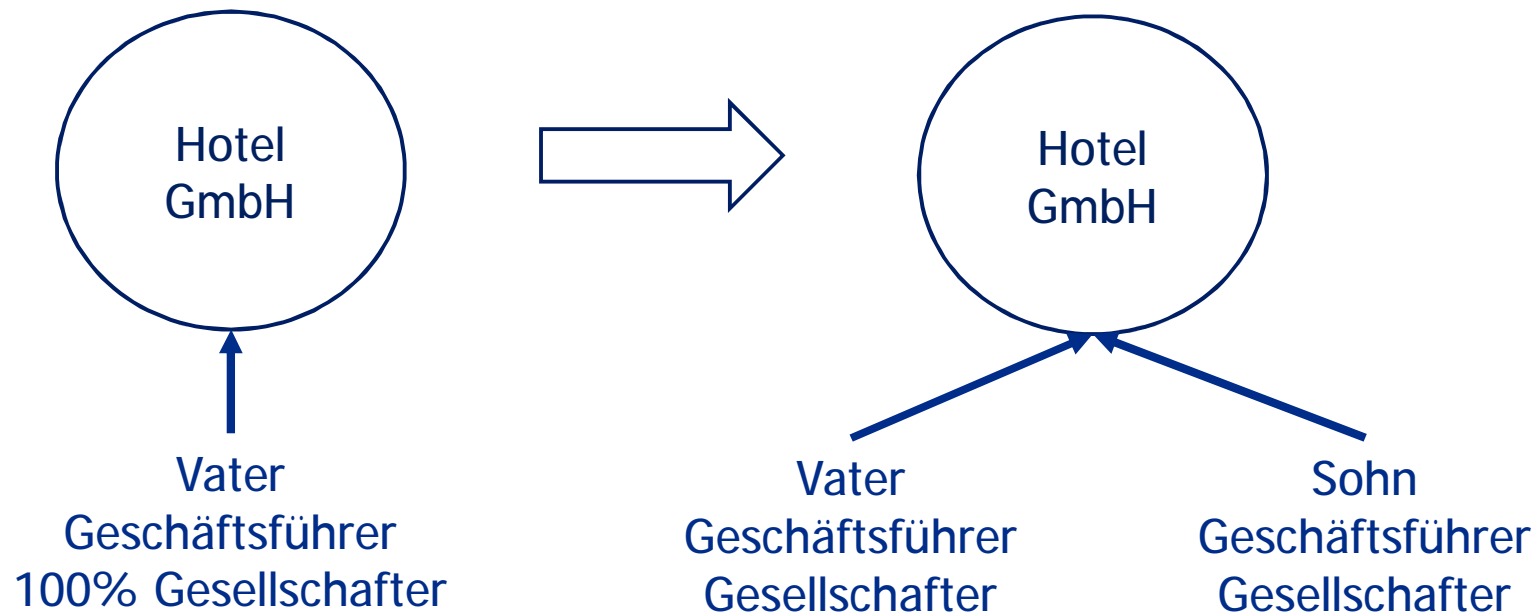 Hotel
GmbH
Hotel
GmbH
Vater
Geschäftsführer
100% Gesellschafter
Vater
Geschäftsführer
Gesellschafter
Sohn
Geschäftsführer
Gesellschafter